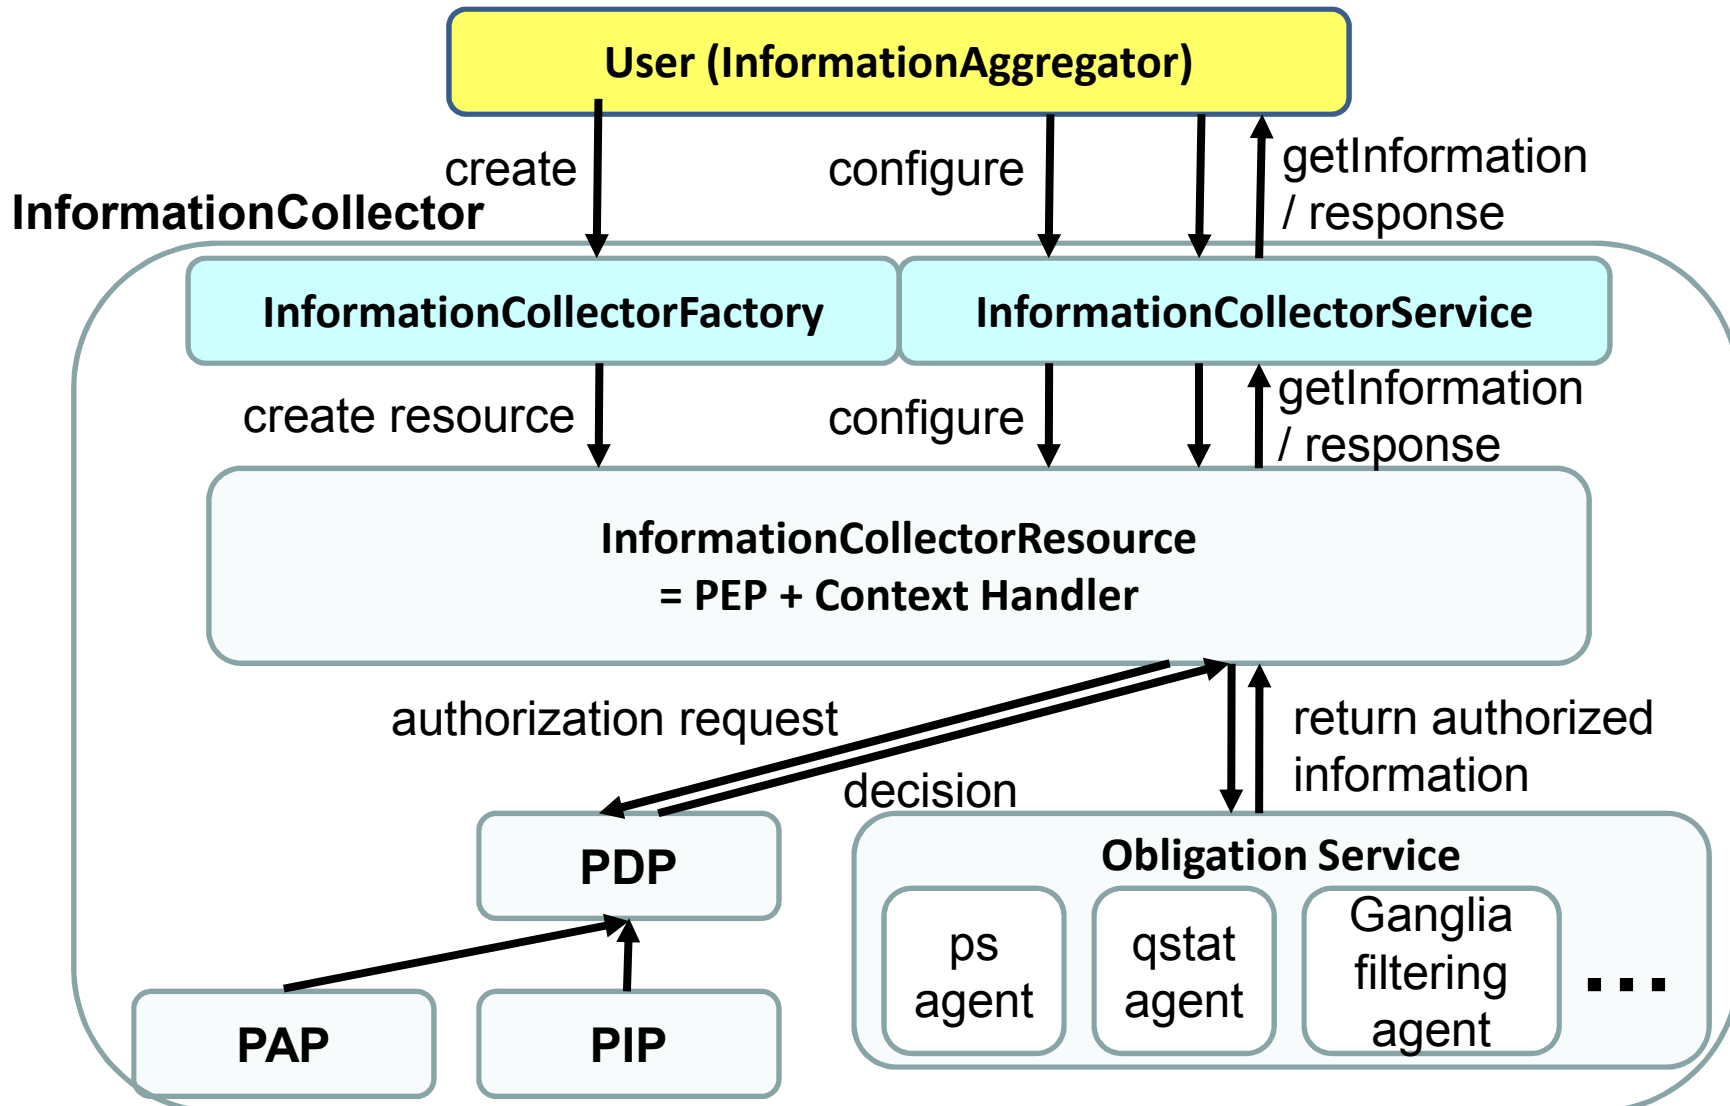 User (InformationAggregator)
create
configure
getInformation
/ response
InformationCollector
InformationCollectorFactory
InformationCollectorService
create resource
configure
getInformation
/ response
InformationCollectorResource
= PEP + Context Handler
authorization request
decision
return authorized
information
PDP
Obligation Service
ps
agent
qstat
agent
Ganglia
filtering
agent
...
PAP
PIP